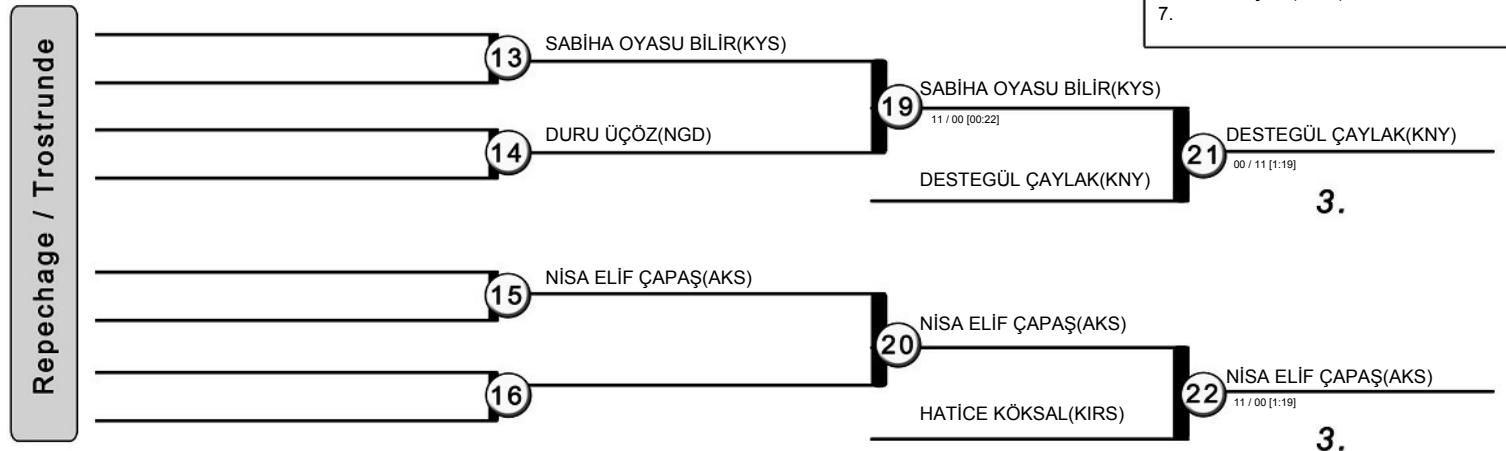 7.
Repechage / Trostrunde
13
SABİHA OYASU BİLİR(KYS)
14
DURU ÜÇÖZ(NGD)
19
SABİHA OYASU BİLİR(KYS)
11 / 00 [00:22]
DESTEGÜL ÇAYLAK(KNY)
21
DESTEGÜL ÇAYLAK(KNY)
00 / 11 [1:19]
3.
15
NİSA ELİF ÇAPAŞ(AKS)
16
20
NİSA ELİF ÇAPAŞ(AKS)
HATİCE KÖKSAL(KIRS)
22
NİSA ELİF ÇAPAŞ(AKS)
11 / 00 [1:19]
3.